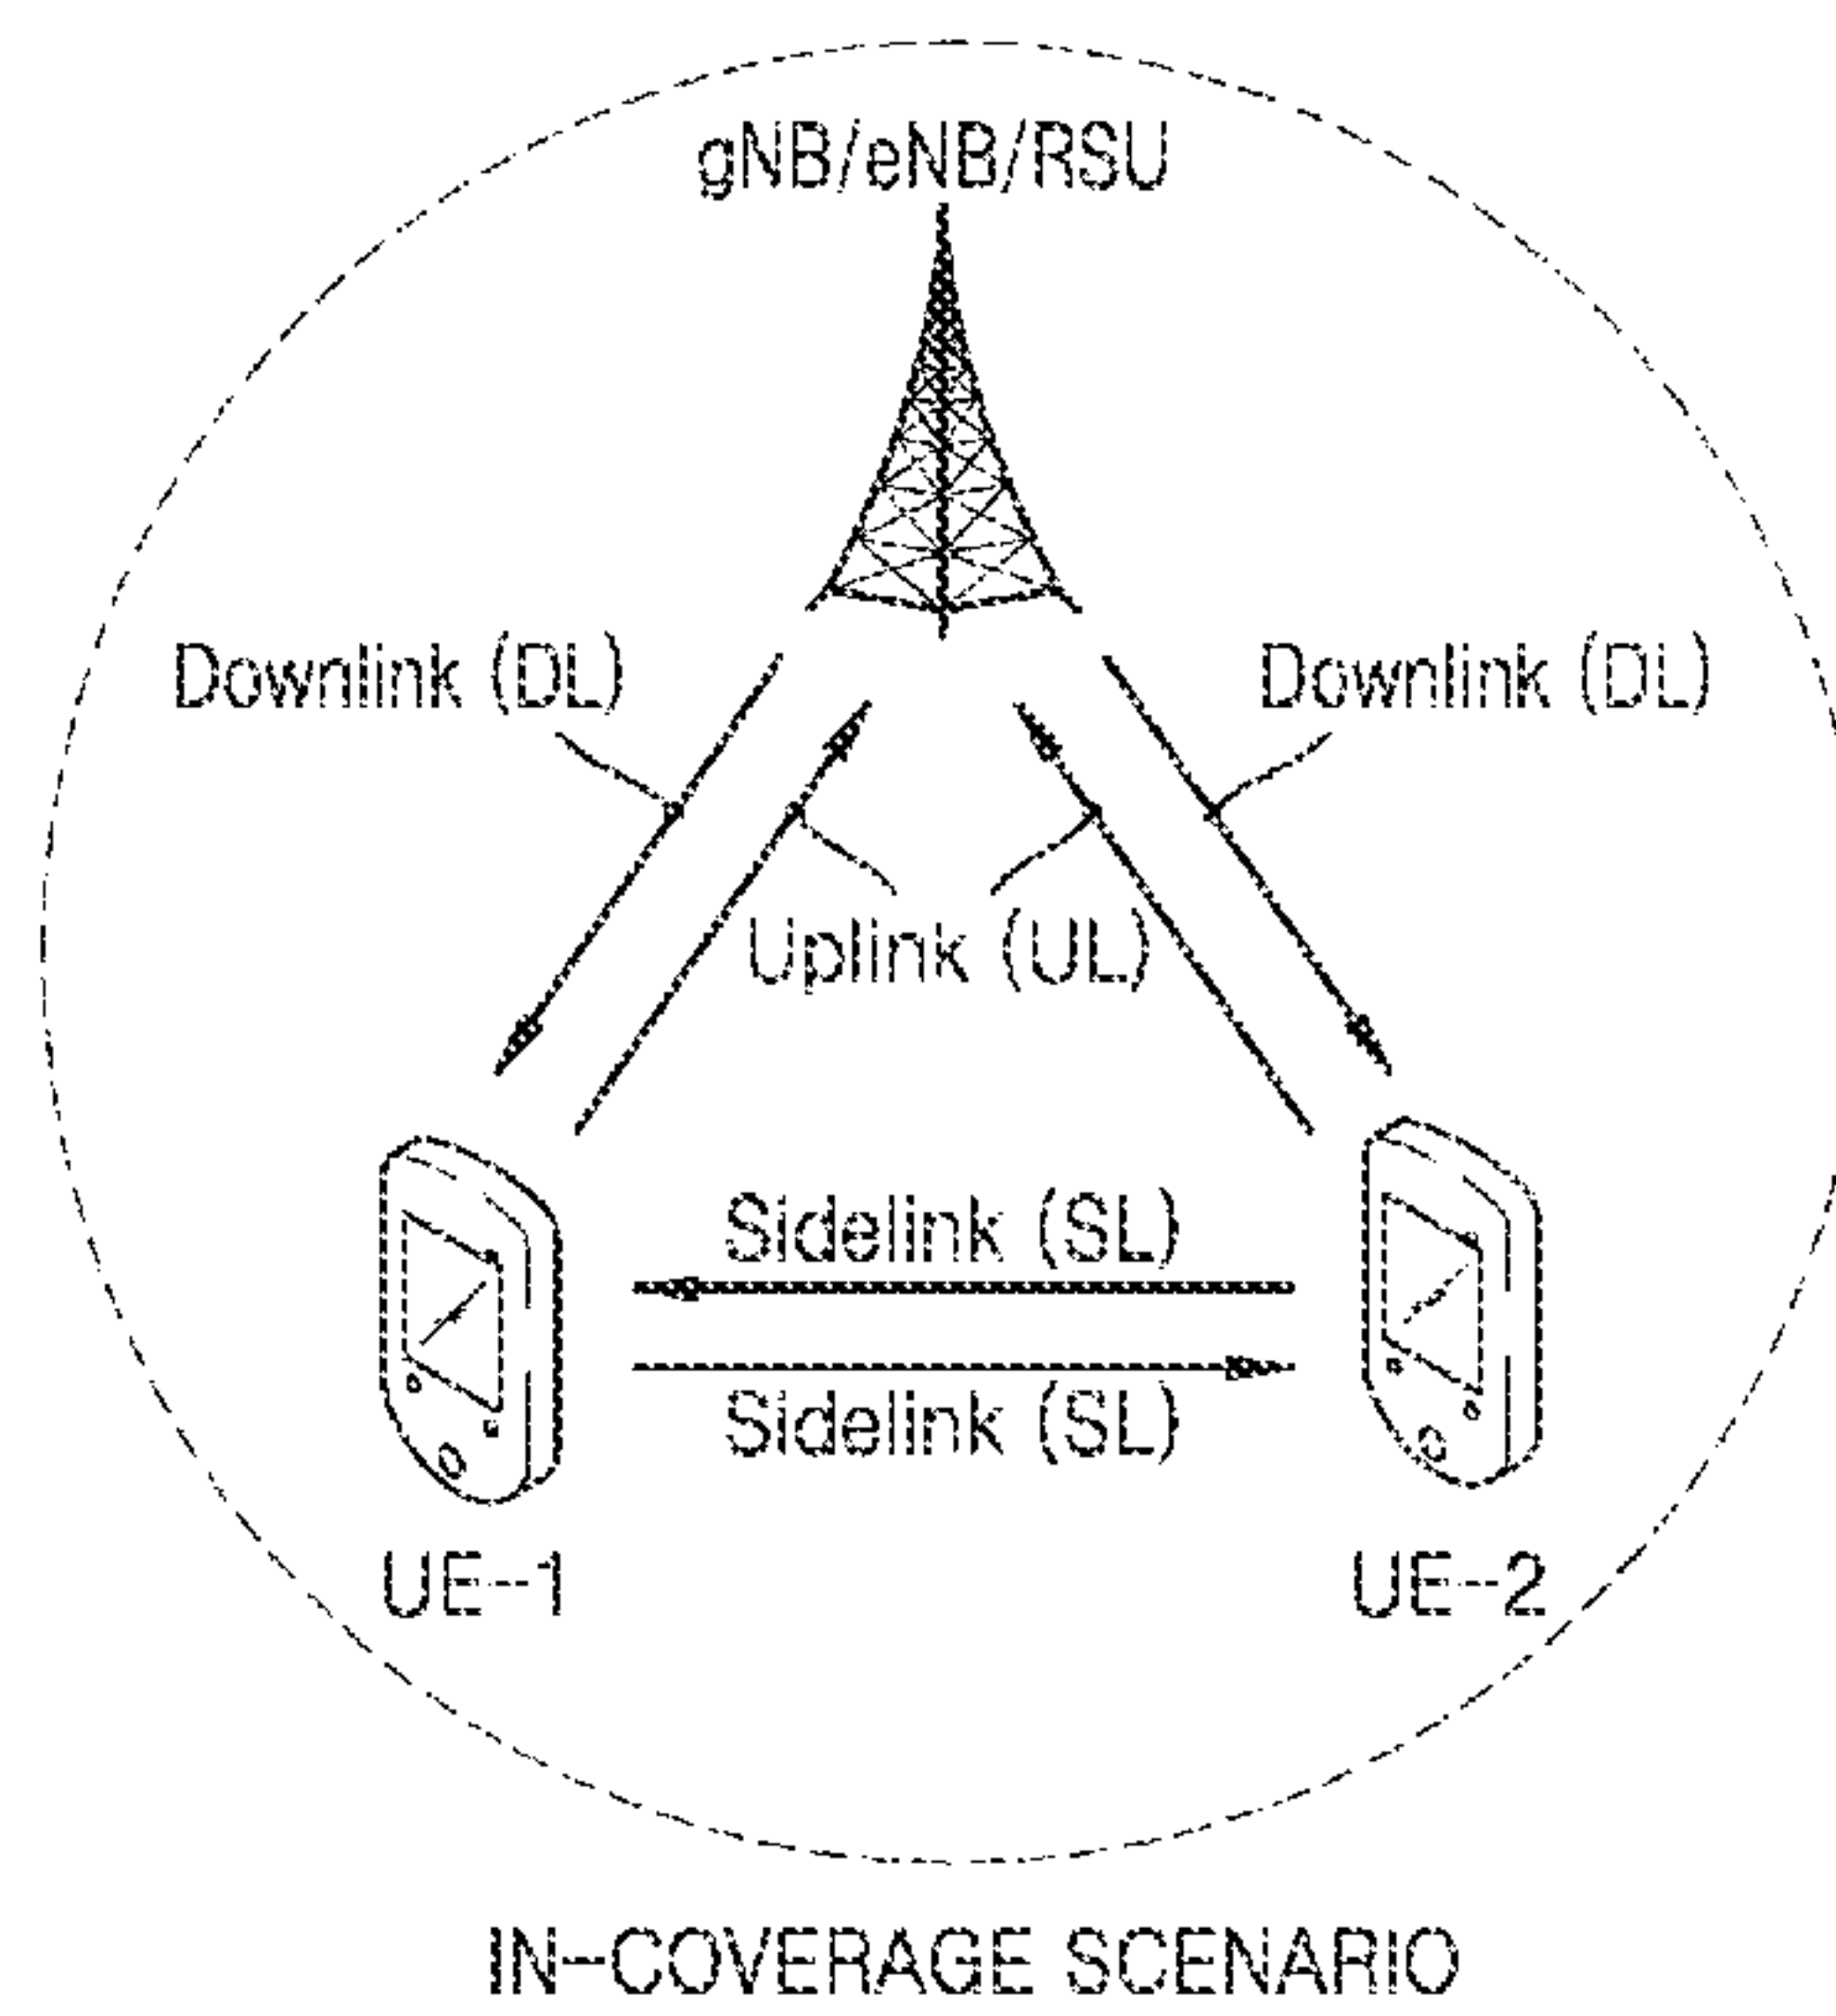 gNB/eNB/RSU
Downlink (DL)
Downlink (DL)
Uplink (UL)
Sidelink (SL)
Sidelink (SL)
UE-1
UE-2
IN-COVERAGE SCENARIO